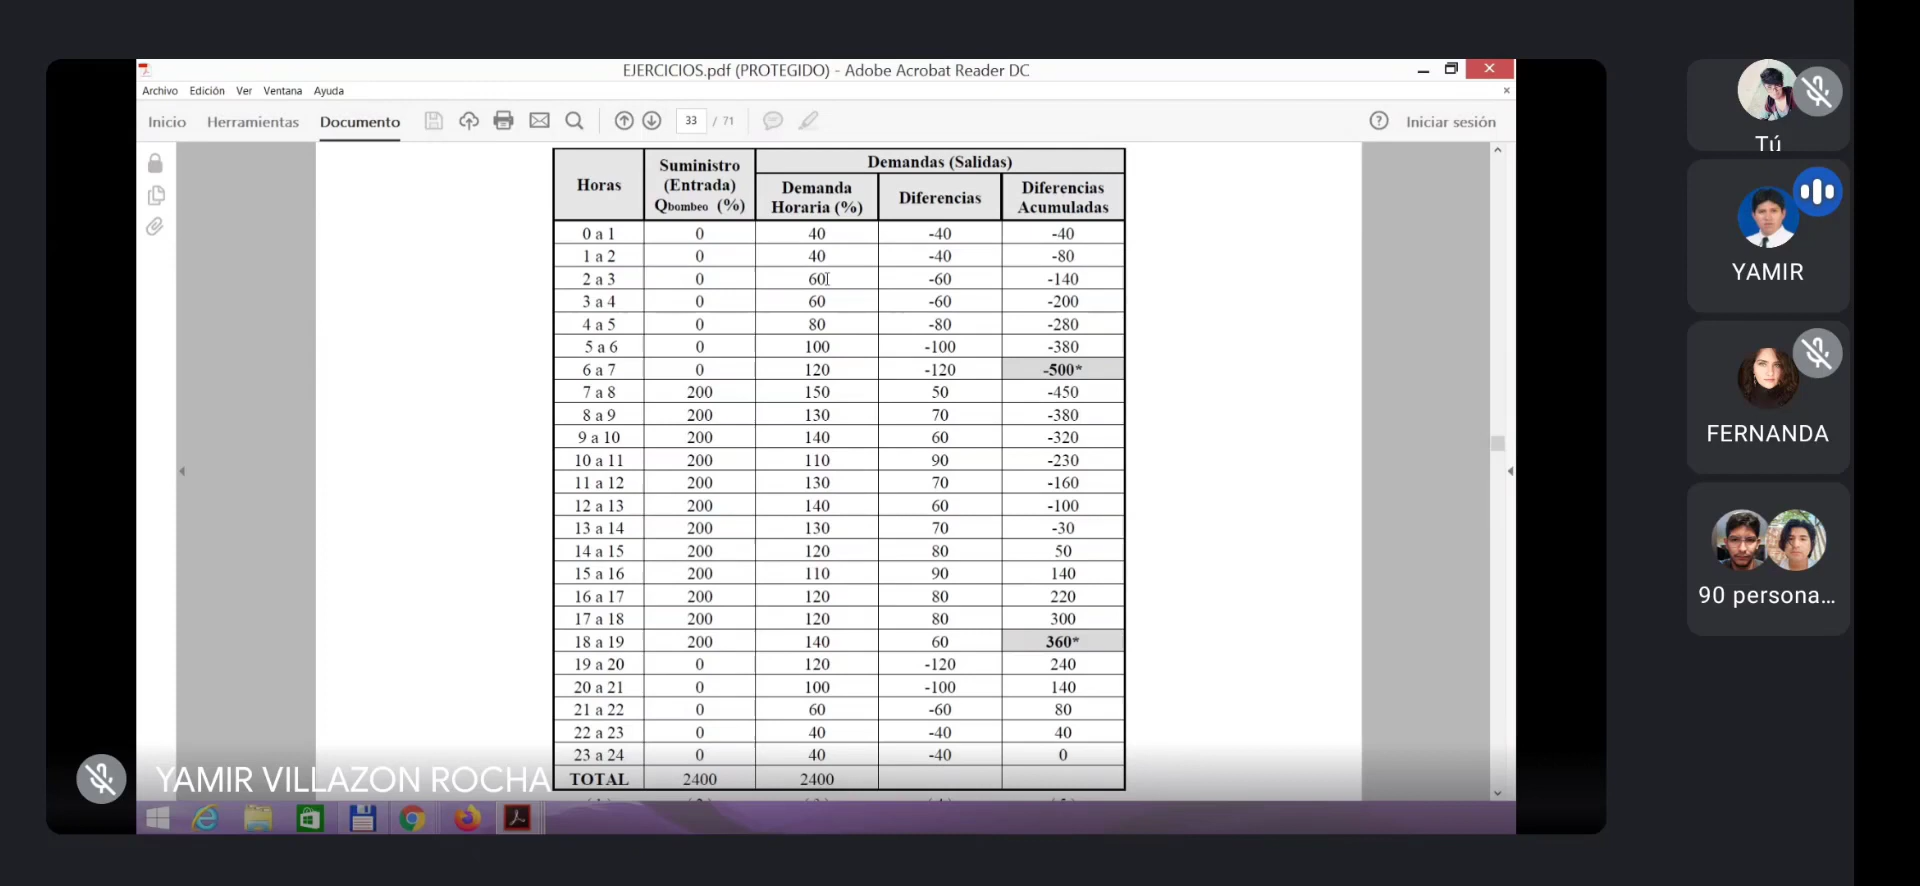 EJERCICIOS.pdf (PROTEGIDO) - Adobe Acrobat Reader DC
Archivo Edición Ver Ventana Ayuda
Inicio Herramientas Documento 33 / 71 Iniciar sesión
Horas Suministro (Entrada) Qbombeo (%) Demandas (Salidas)
Demanda Horaria (%) Diferencias Diferencias Acumuladas
0 a 1 0 40 -40 -40
1 a 2 0 40 -40 -80
2 a 3 0 60 -60 -140
3 a 4 0 60 -60 -200
4 a 5 0 80 -80 -280
5 a 6 0 100 -100 -380
6 a 7 0 120 -120 -500*
7 a 8 200 150 50 -450
8 a 9 200 130 70 -380
9 a 10 200 140 60 -320
10 a 11 200 110 90 -230
11 a 12 200 130 70 -160
12 a 13 200 140 60 -100
13 a 14 200 130 70 -30
14 a 15 200 120 80 50
15 a 16 200 110 90 140
16 a 17 200 120 80 220
17 a 18 200 120 80 300
18 a 19 200 140 60 360*
19 a 20 0 120 -120 240
20 a 21 0 100 -100 140
21 a 22 0 60 -60 80
22 a 23 0 40 -40 40
23 a 24 0 40 -40 0
TOTAL 2400 2400
YAMIR VILLAZON ROCHA
Tú
YAMIR
FERNANDA
90 persona...